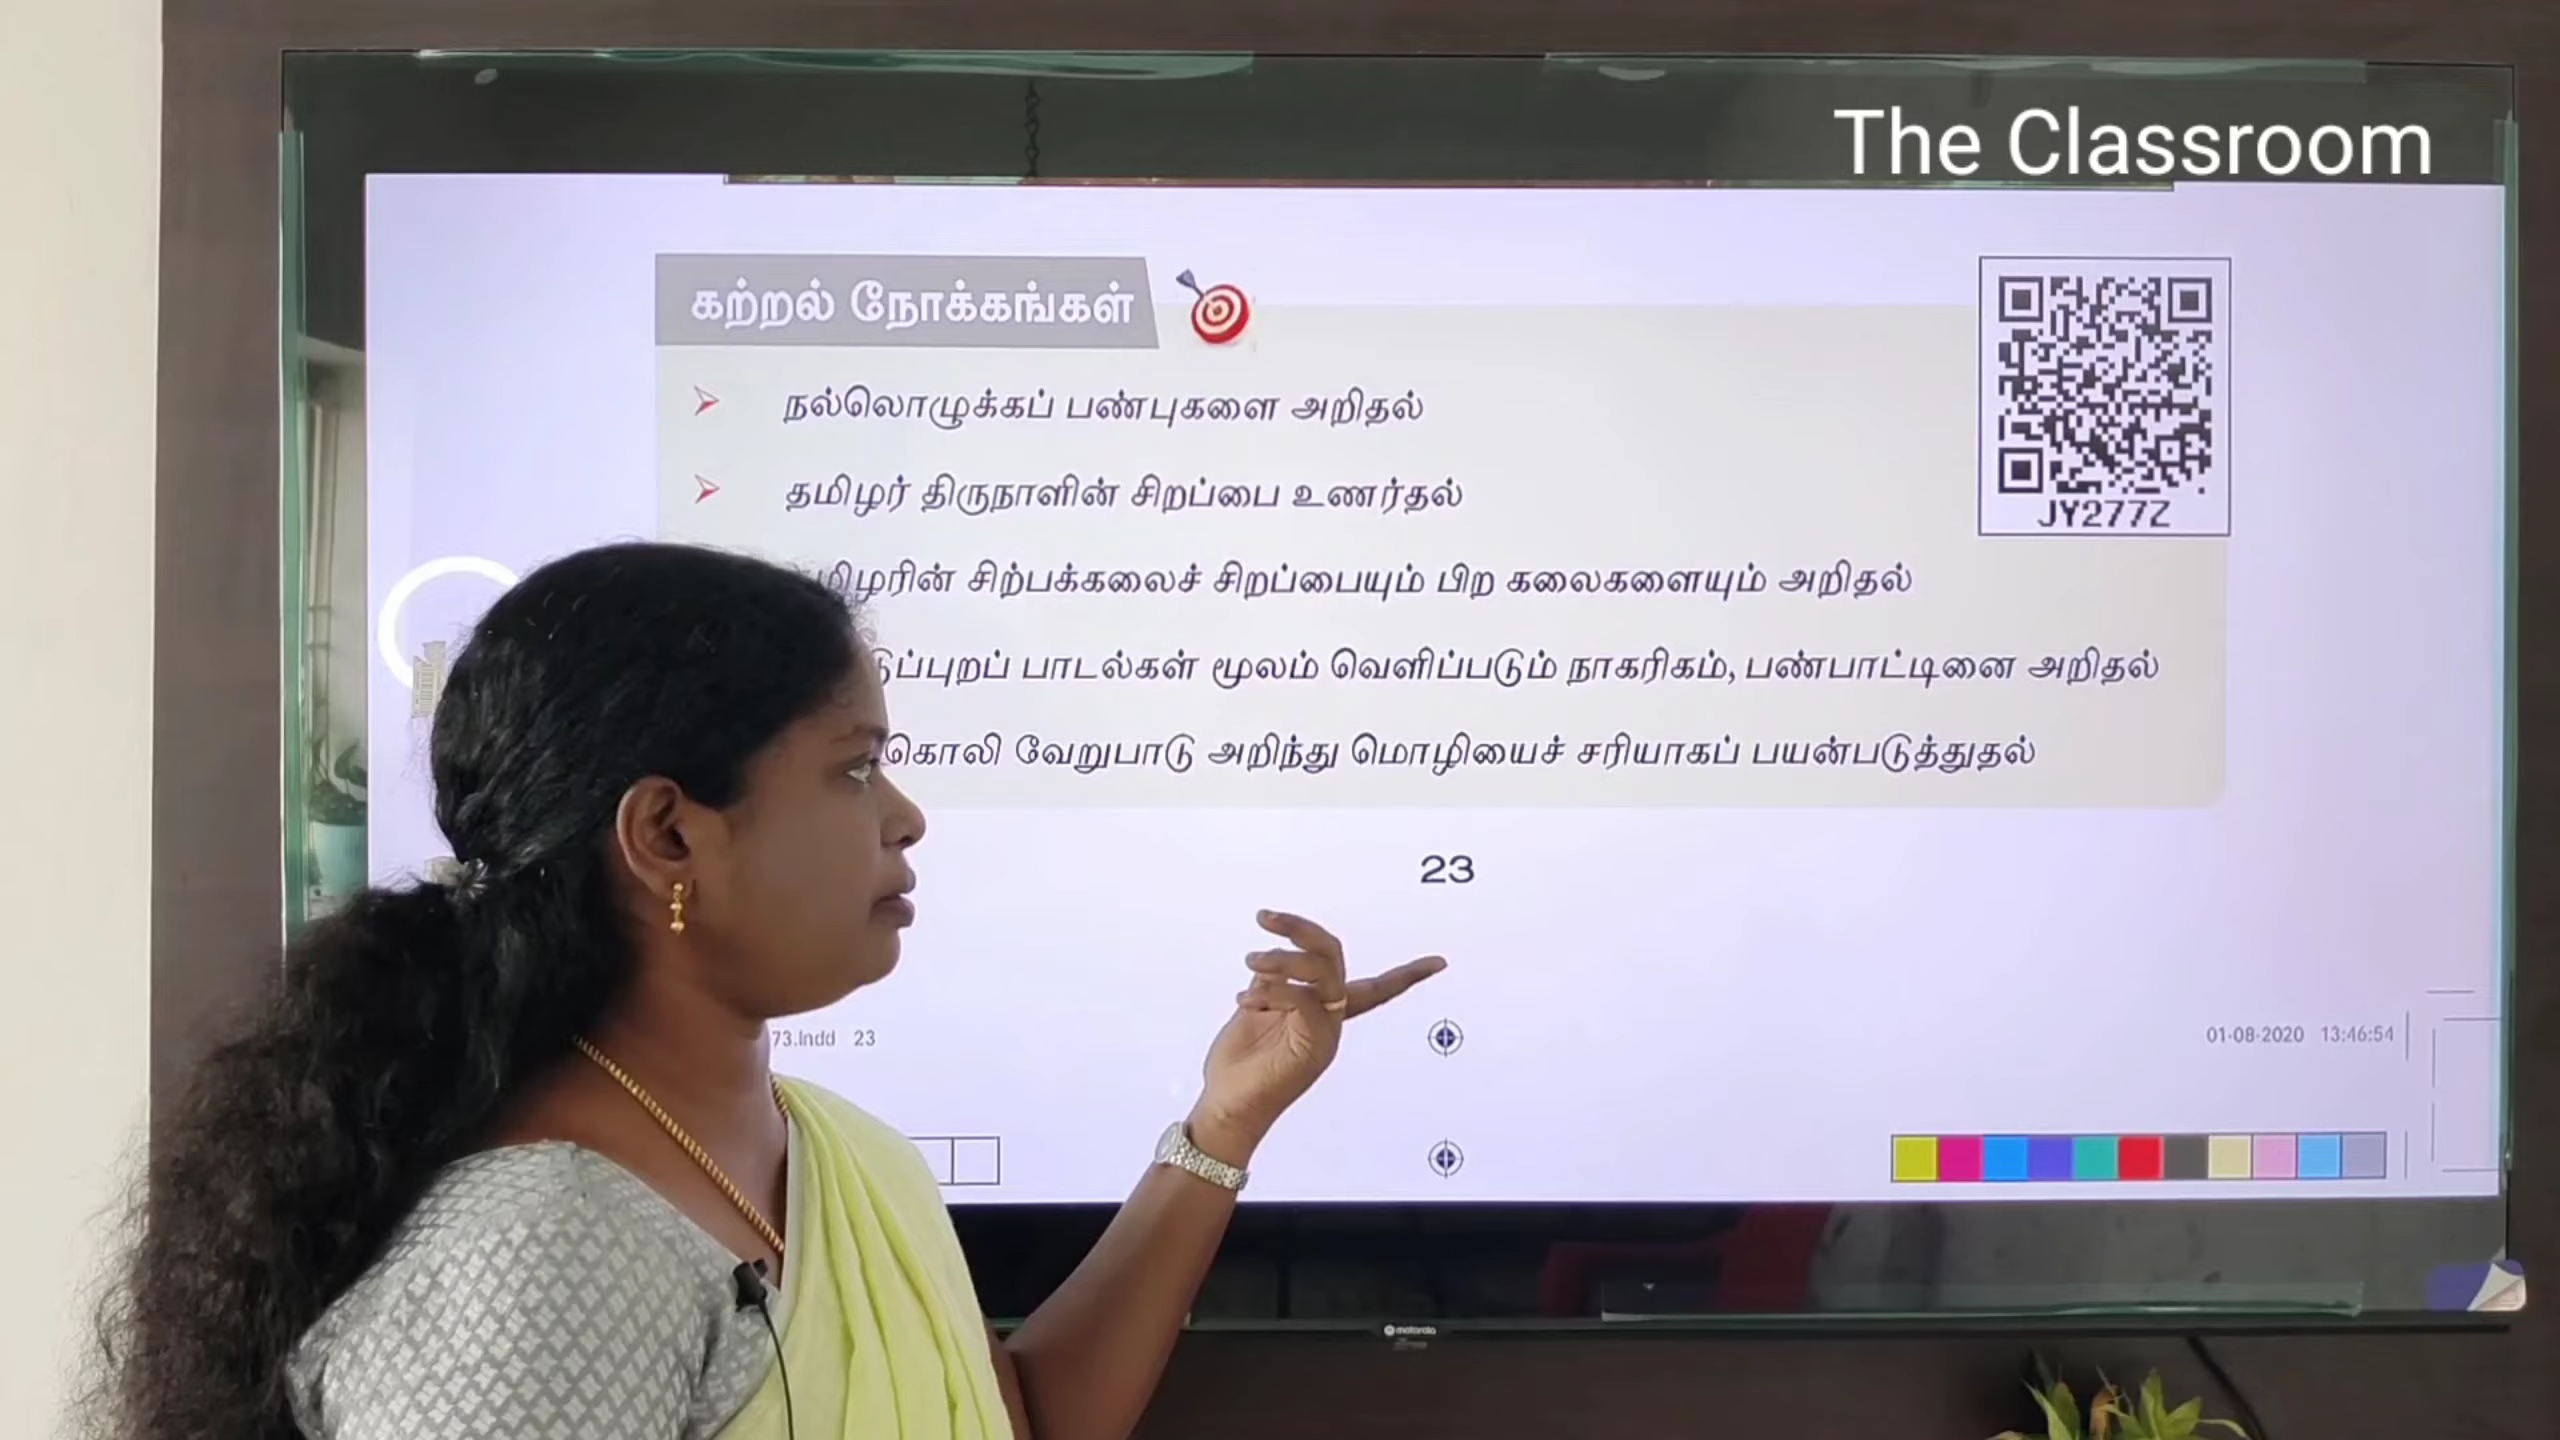 The Classroom
கற்றல் நோக்கங்கள்
நல்லொழுக்கப் பண்புகளை அறிதல்
தமிழர் திருநாளின் சிறப்பை உணர்தல்
JY277Z
சிற்பக்கலைச் சிறப்பையும் பிற கலைகளையும் அறிதல்
பாடல்கள் மூலம் வெளிப்படும் நாகரிகம், பண்பாட்டினை அறிதல்
வேறுபாடு அறிந்து மொழியைச் சரியாகப் பயன்படுத்துதல்
23
73.indd 23
01-08-2020 13:46:54
motorola